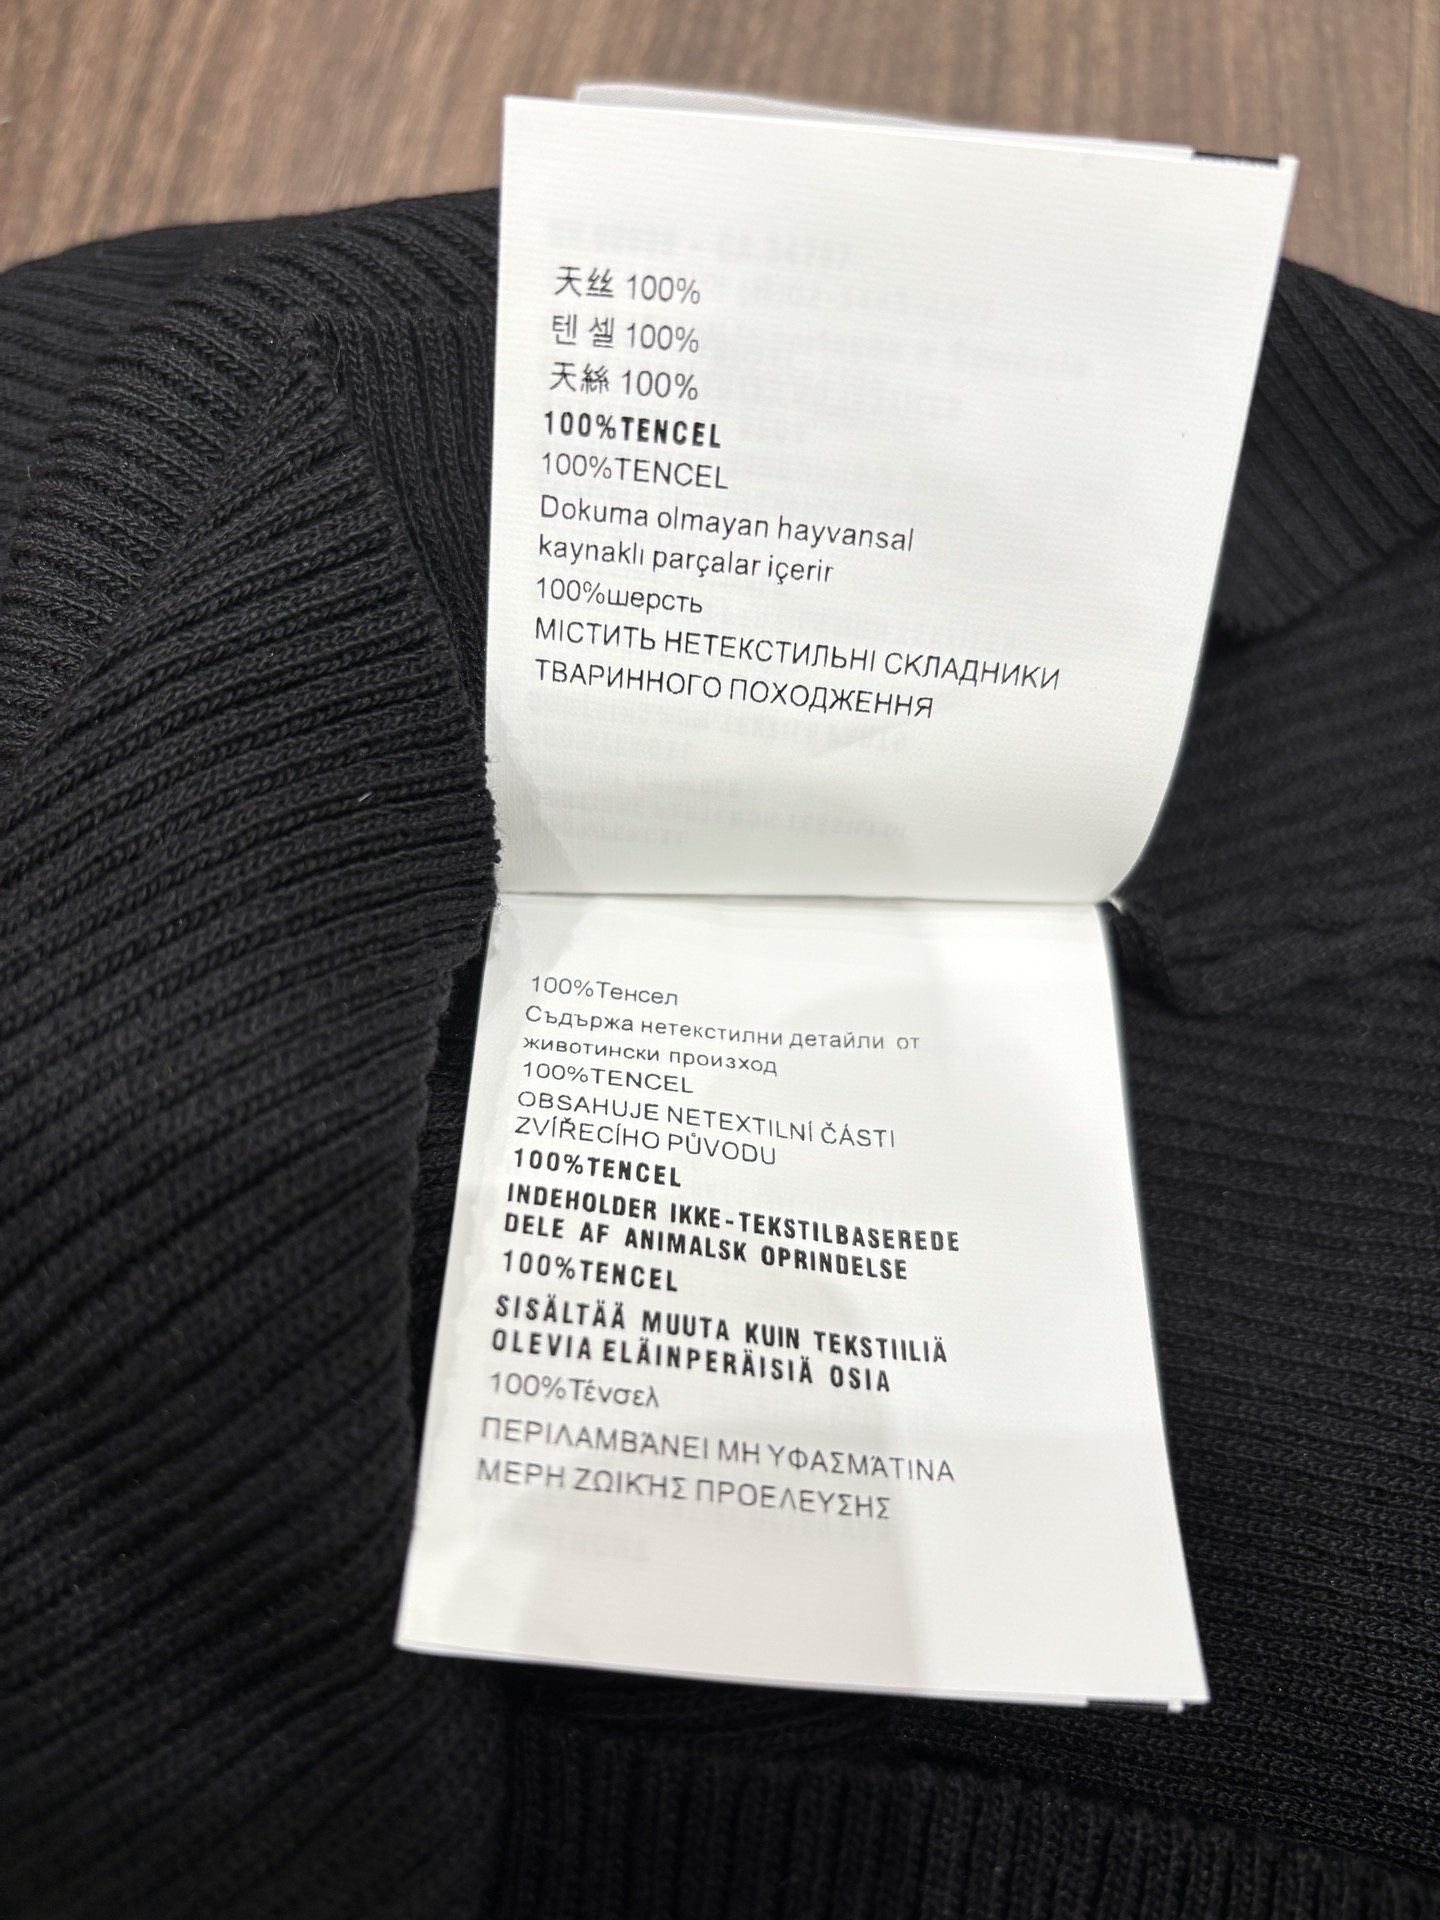 天丝 100%
텐 셀 100%
天絲 100%
100%TENCEL
100%TENCEL
Dokuma olmayan hayvansal
kaynaklı parçalar içerir
100%шерсть
МІСТИТЬ НЕТЕКСТИЛЬНІ СКЛАДНИКИ
ТВАРИННОГО ПОХОДЖЕННЯ
100%Тенсел
Съдържа нетекстилни детайли от
животински произход
100%TENCEL
OBSAHUJE NETEXTILNÍ ČÁSTI
ZVÍŘECÍHO PŮVODU
100%TENCEL
INDEHOLDER IKKE-TEKSTILBASEREDE
DELE AF ANIMALSK OPRINDELSE
100%TENCEL
SISÄLTÄÄ MUUTA KUIN TEKSTIILIÄ
OLEVIA ELÄINPERÄISIÄ OSIA
100%Τένσελ
ΠΕΡΙΛΑΜΒΆΝΕΙ ΜΗ ΥΦΑΣΜΆΤΙΝΑ
ΜΕΡΗ ΖΩΙΚΉΣ ΠΡΟΕΛΕΥΣΗΣ